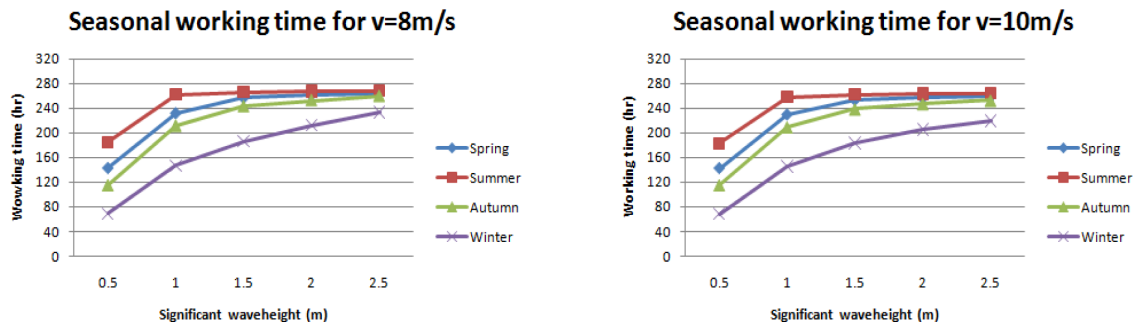 Seasonal working time for v=8m/s
320
280
240
200
160
120
80
40
0
Wowking time (hr)
0.5 1 1.5 2 2.5
Significant waveheight (m)
Spring
Summer
Autumn
Winter
Seasonal working time for v=10m/s
320
280
240
200
160
120
80
40
0
Working time (hr)
0.5 1 1.5 2 2.5
Significant waveheight (m)
Spring
Summer
Autumn
Winter